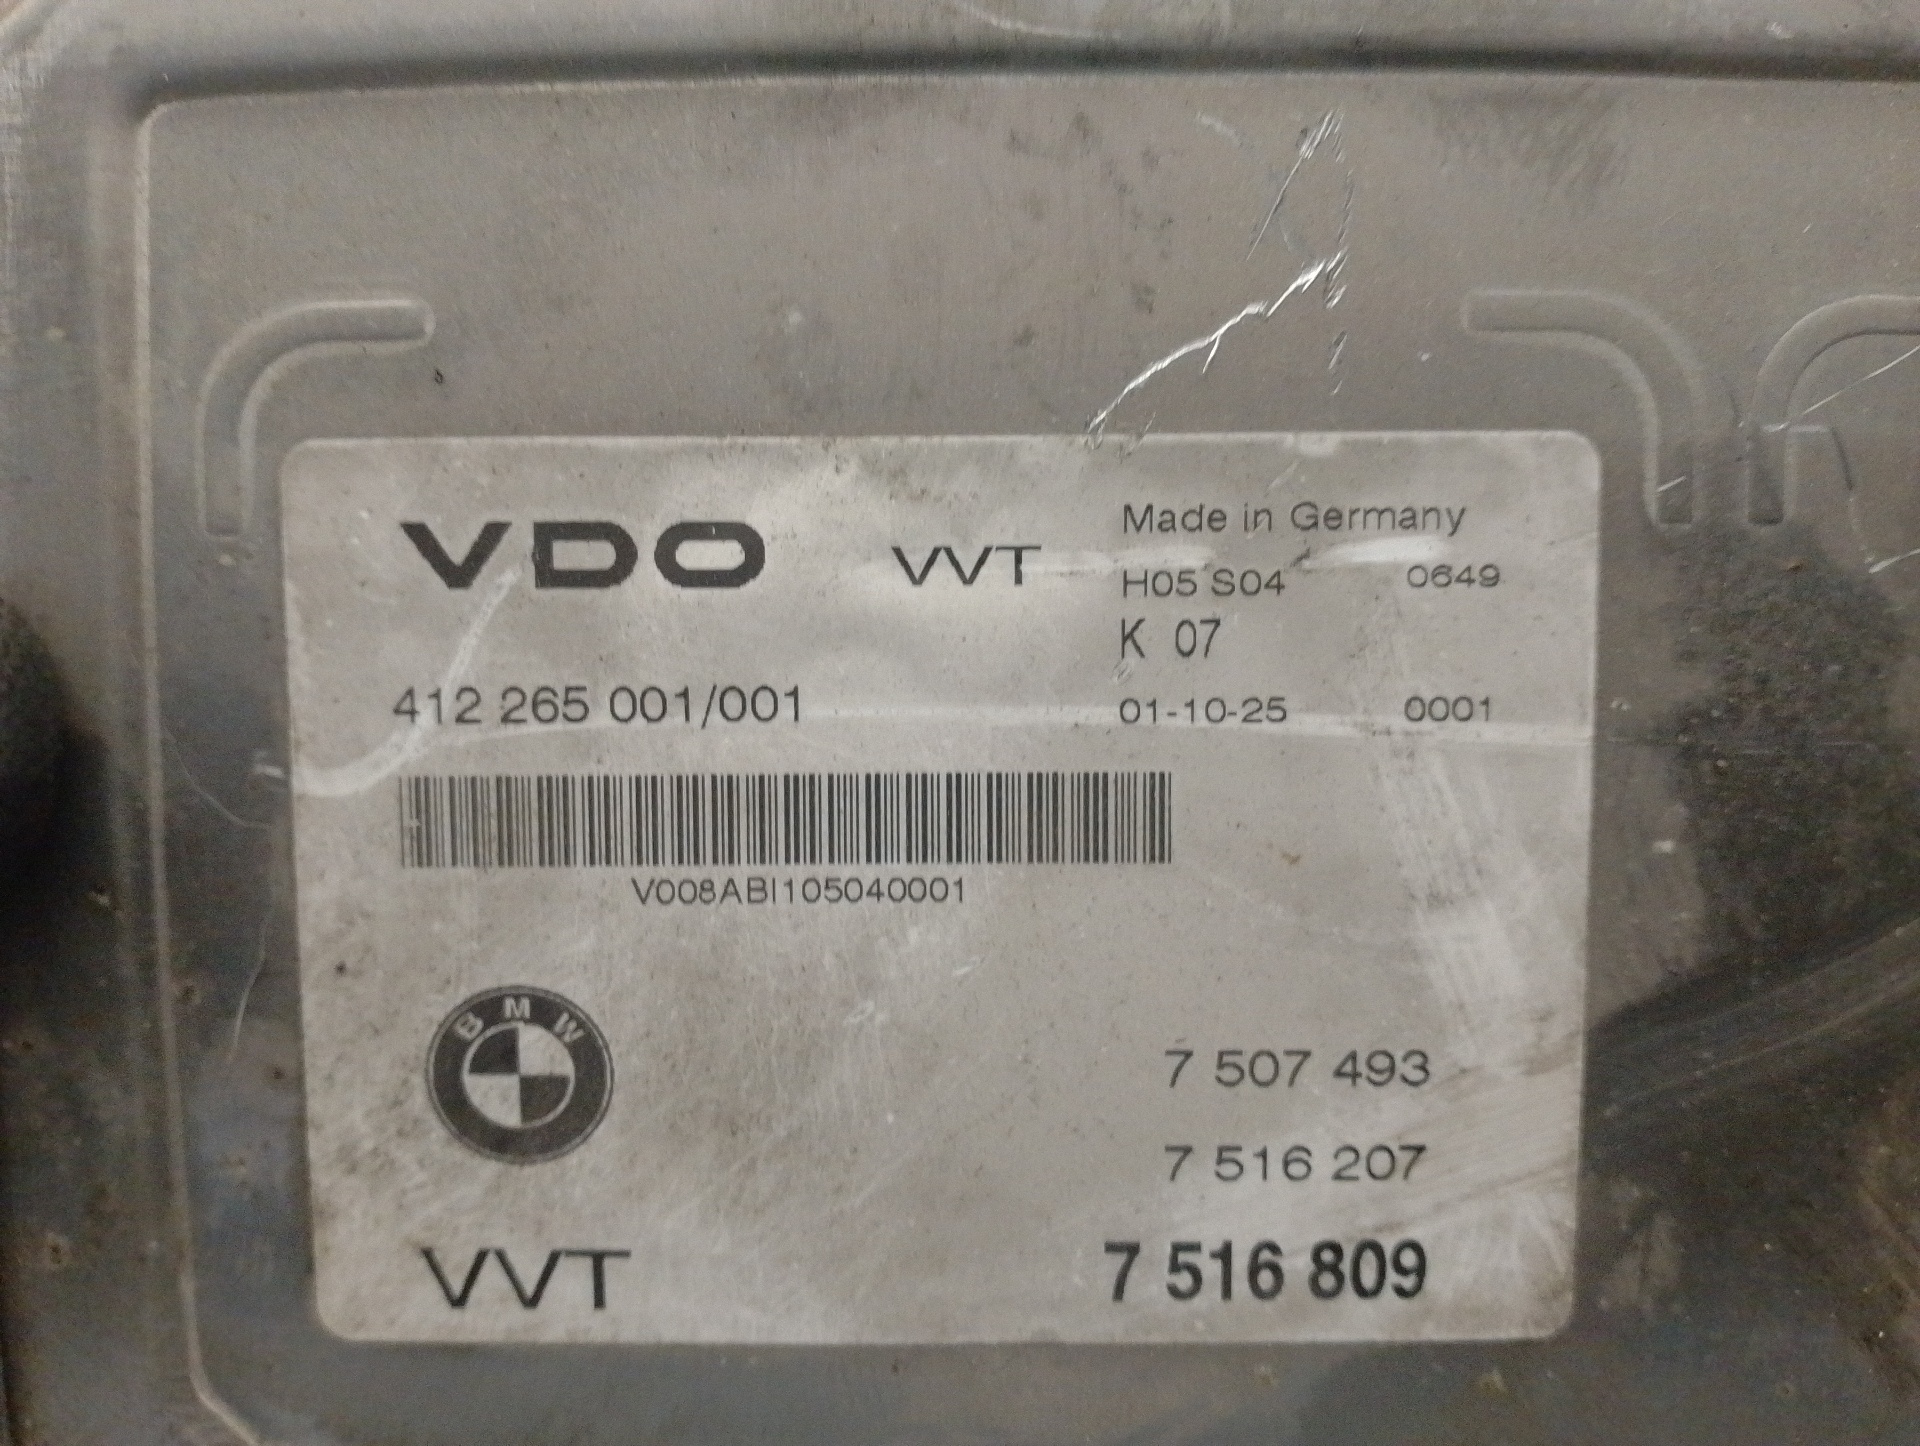 VDO VVT Made in Germany
H05 S04 0649
K 07
412 265 001/001 01-10-25 0001
V008ABI105040001
BMW
7 507 493
7 516 207
VVT 7 516 809